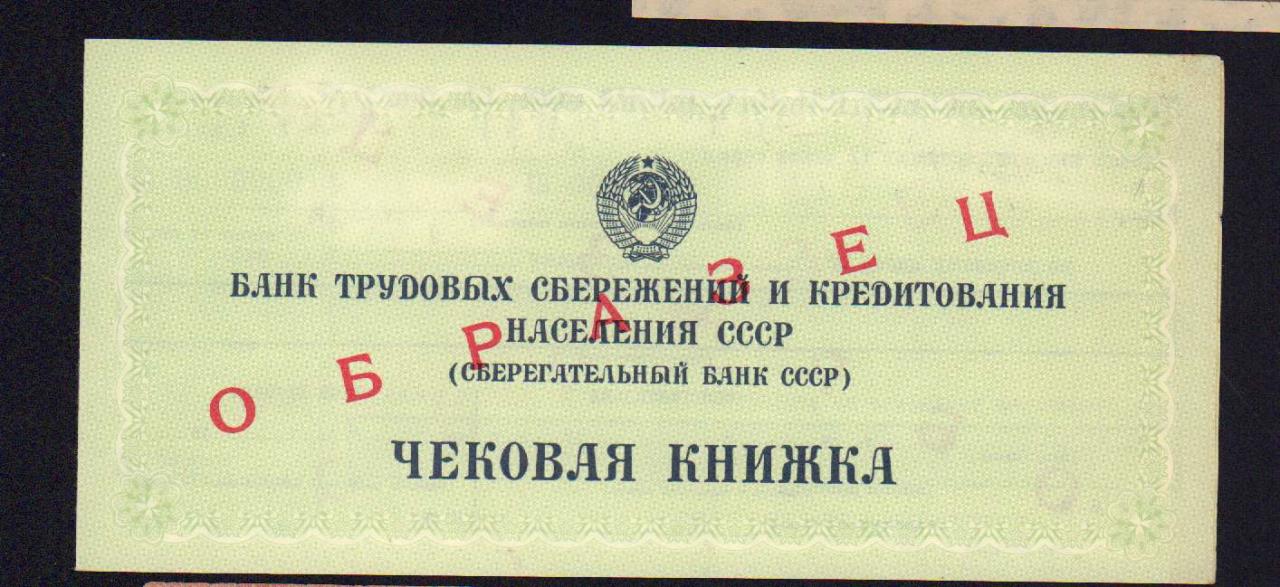 БАНК ТРУДОВЫХ СБЕРЕЖЕНИЙ И КРЕДИТОВАНИЯ
НАСЕЛЕНИЯ СССР
(СБЕРЕГАТЕЛЬНЫЙ БАНК СССР)
ЧЕКОВАЯ КНИЖКА
ОБРАЗЕЦ